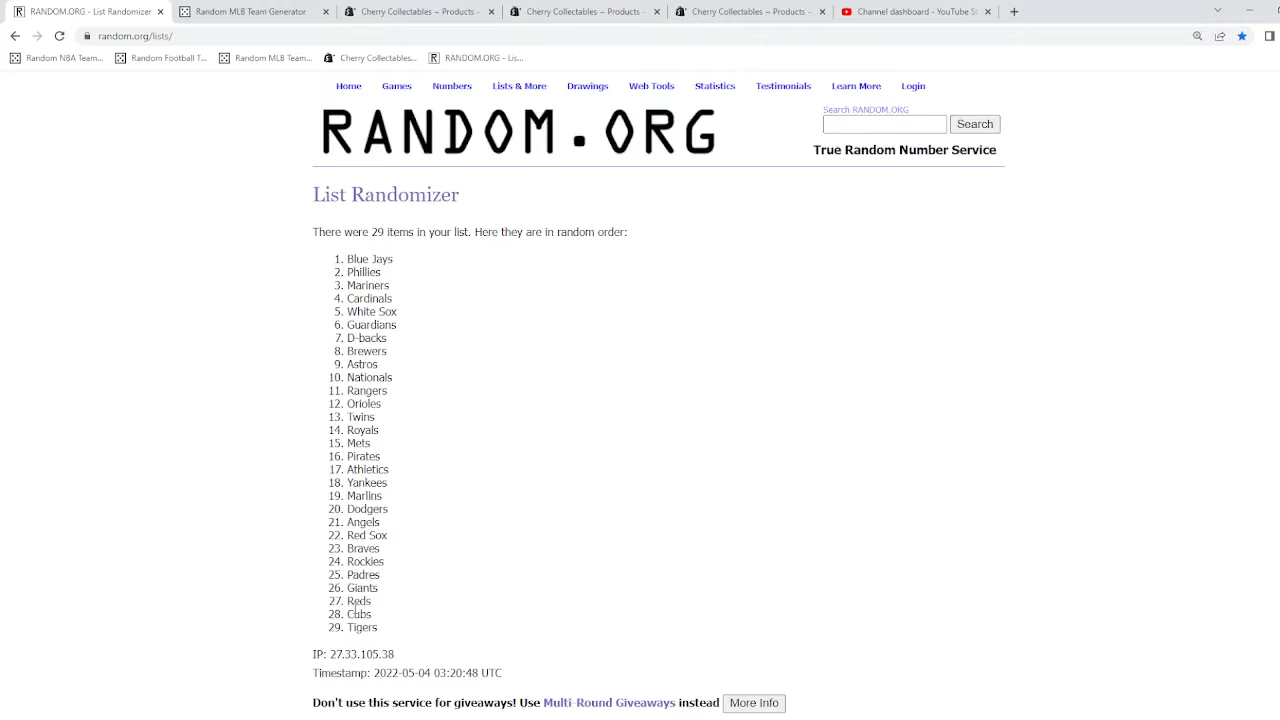 RANDOM.ORG - List Randomizer
Random MLB Team Generator
Cherry Collectables ~ Products -
Cherry Collectables ~ Products -
Cherry Collectables ~ Products -
Channel dashboard - YouTube St
random.org/lists/
Random NBA Team...
Random Football T...
Random MLB Team...
Cherry Collectables...
RANDOM.ORG - Lis...
Home Games Numbers Lists & More Drawings Web Tools Statistics Testimonials Learn More Login
RANDOM.ORG
Search RANDOM.ORG
Search
True Random Number Service
List Randomizer
There were 29 items in your list. Here they are in random order:
1. Blue Jays
2. Phillies
3. Mariners
4. Cardinals
5. White Sox
6. Guardians
7. D-backs
8. Brewers
9. Astros
10. Nationals
11. Rangers
12. Orioles
13. Twins
14. Royals
15. Mets
16. Pirates
17. Athletics
18. Yankees
19. Marlins
20. Dodgers
21. Angels
22. Red Sox
23. Braves
24. Rockies
25. Padres
26. Giants
27. Reds
28. Cubs
29. Tigers
IP: 27.33.105.38
Timestamp: 2022-05-04 03:20:48 UTC
Don't use this service for giveaways! Use Multi-Round Giveaways instead More Info